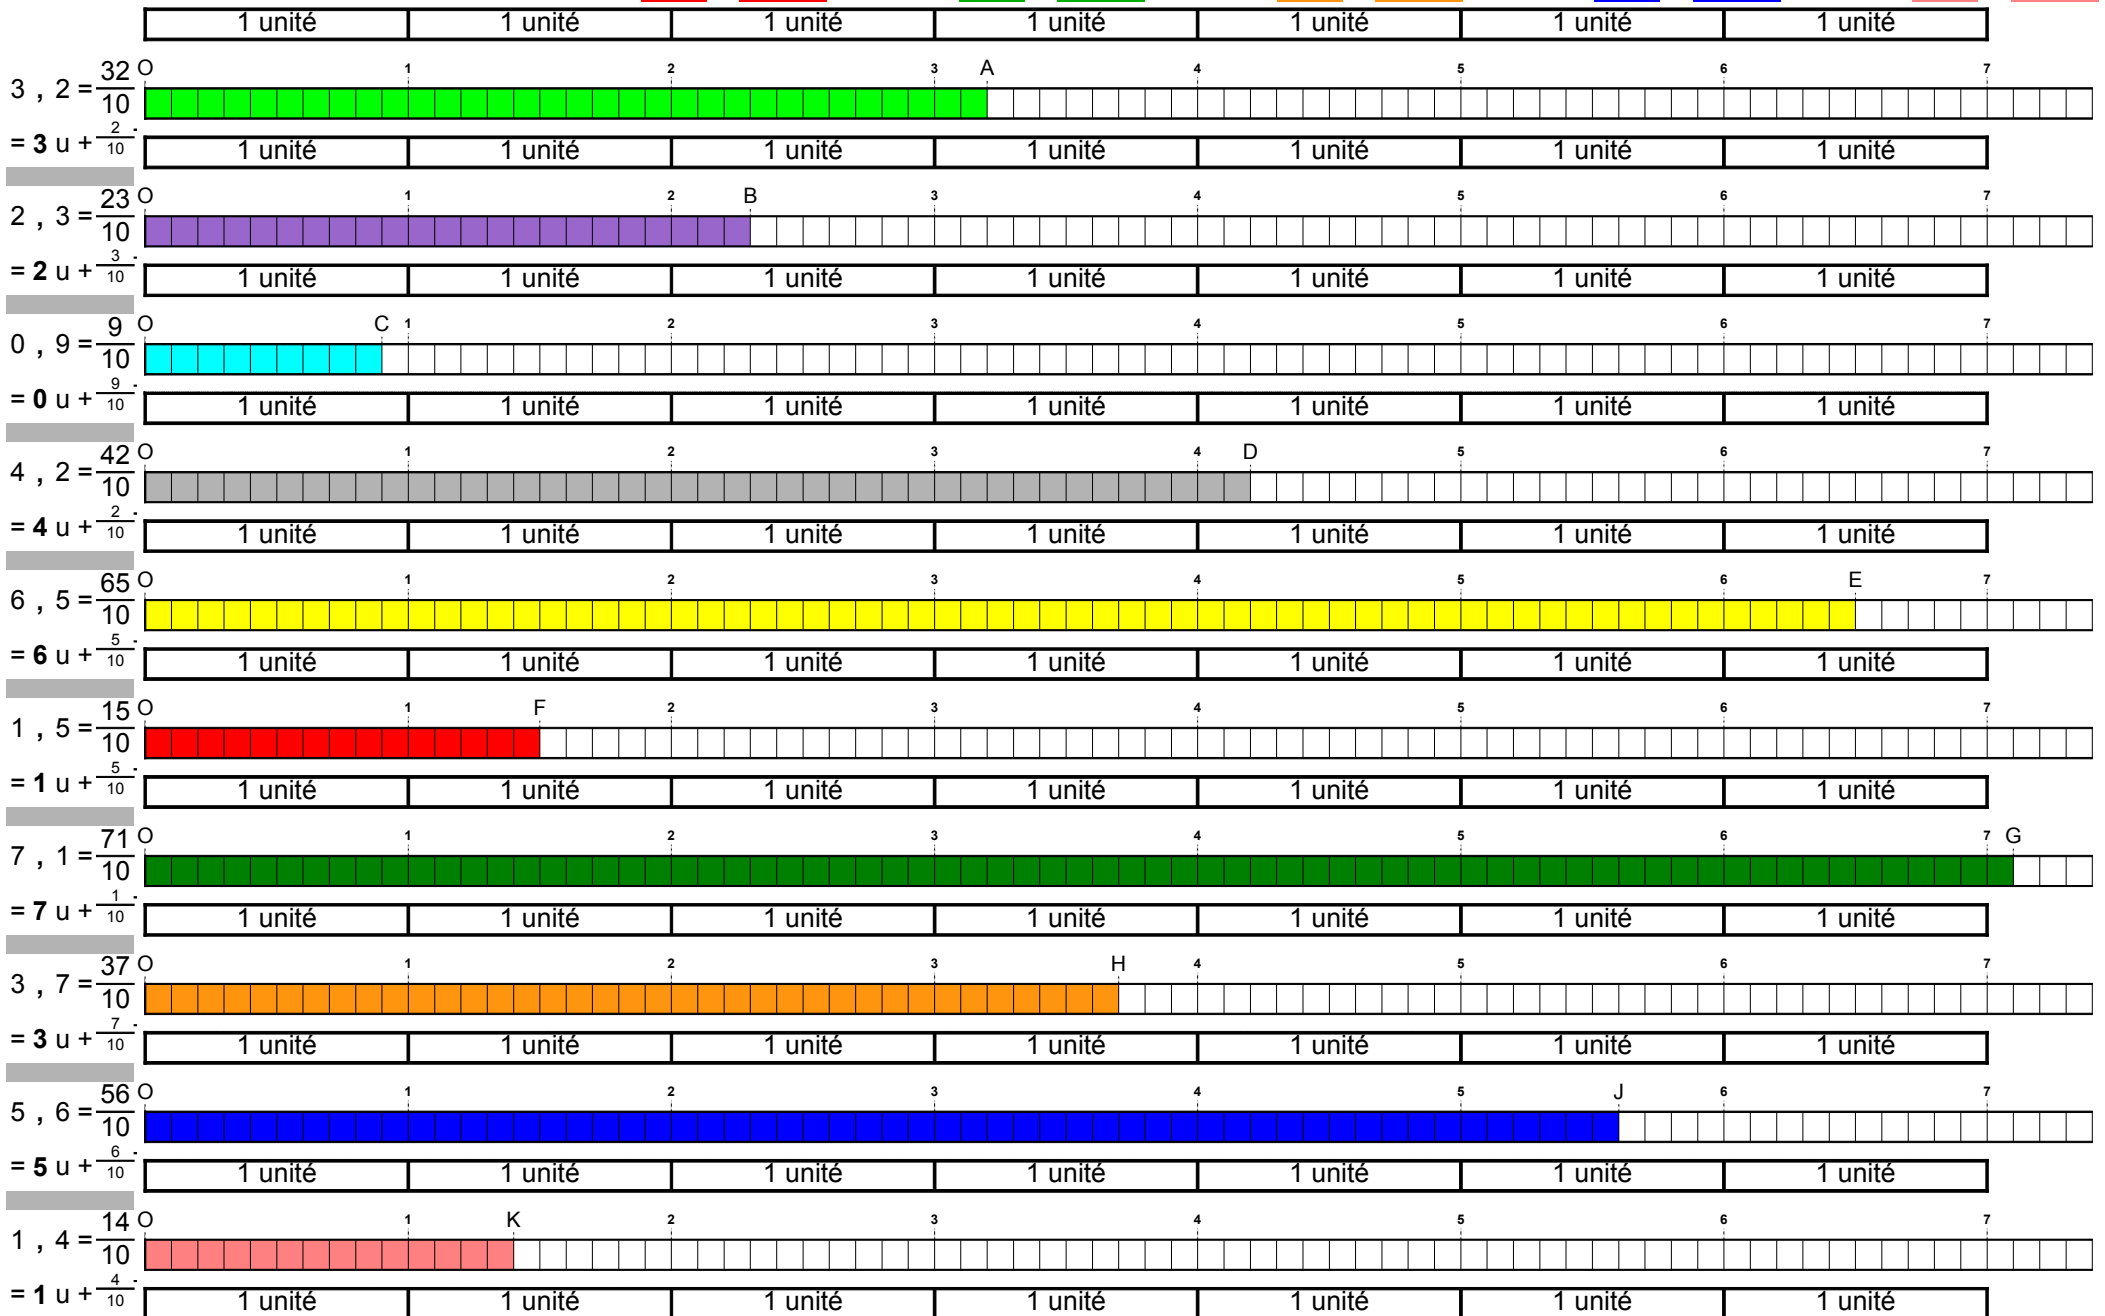 1 unité 1 unité 1 unité 1 unité 1 unité 1 unité 1 unité
3 , 2 = 32/10 O 1 2 3 A 4 5 6 7
= 3 u + 2/10 1 unité 1 unité 1 unité 1 unité 1 unité 1 unité 1 unité
2 , 3 = 23/10 O 1 2 B 3 4 5 6 7
= 2 u + 3/10 1 unité 1 unité 1 unité 1 unité 1 unité 1 unité 1 unité
0 , 9 = 9/10 O C 1 2 3 4 5 6 7
= 0 u + 9/10 1 unité 1 unité 1 unité 1 unité 1 unité 1 unité 1 unité
4 , 2 = 42/10 O 1 2 3 4 D 5 6 7
= 4 u + 2/10 1 unité 1 unité 1 unité 1 unité 1 unité 1 unité 1 unité
6 , 5 = 65/10 O 1 2 3 4 5 6 E 7
= 6 u + 5/10 1 unité 1 unité 1 unité 1 unité 1 unité 1 unité 1 unité
1 , 5 = 15/10 O 1 F 2 3 4 5 6 7
= 1 u + 5/10 1 unité 1 unité 1 unité 1 unité 1 unité 1 unité 1 unité
7 , 1 = 71/10 O 1 2 3 4 5 6 7 G
= 7 u + 1/10 1 unité 1 unité 1 unité 1 unité 1 unité 1 unité 1 unité
3 , 7 = 37/10 O 1 2 3 H 4 5 6 7
= 3 u + 7/10 1 unité 1 unité 1 unité 1 unité 1 unité 1 unité 1 unité
5 , 6 = 56/10 O 1 2 3 4 5 J 6 7
= 5 u + 6/10 1 unité 1 unité 1 unité 1 unité 1 unité 1 unité 1 unité
1 , 4 = 14/10 O 1 K 2 3 4 5 6 7
= 1 u + 4/10 1 unité 1 unité 1 unité 1 unité 1 unité 1 unité 1 unité